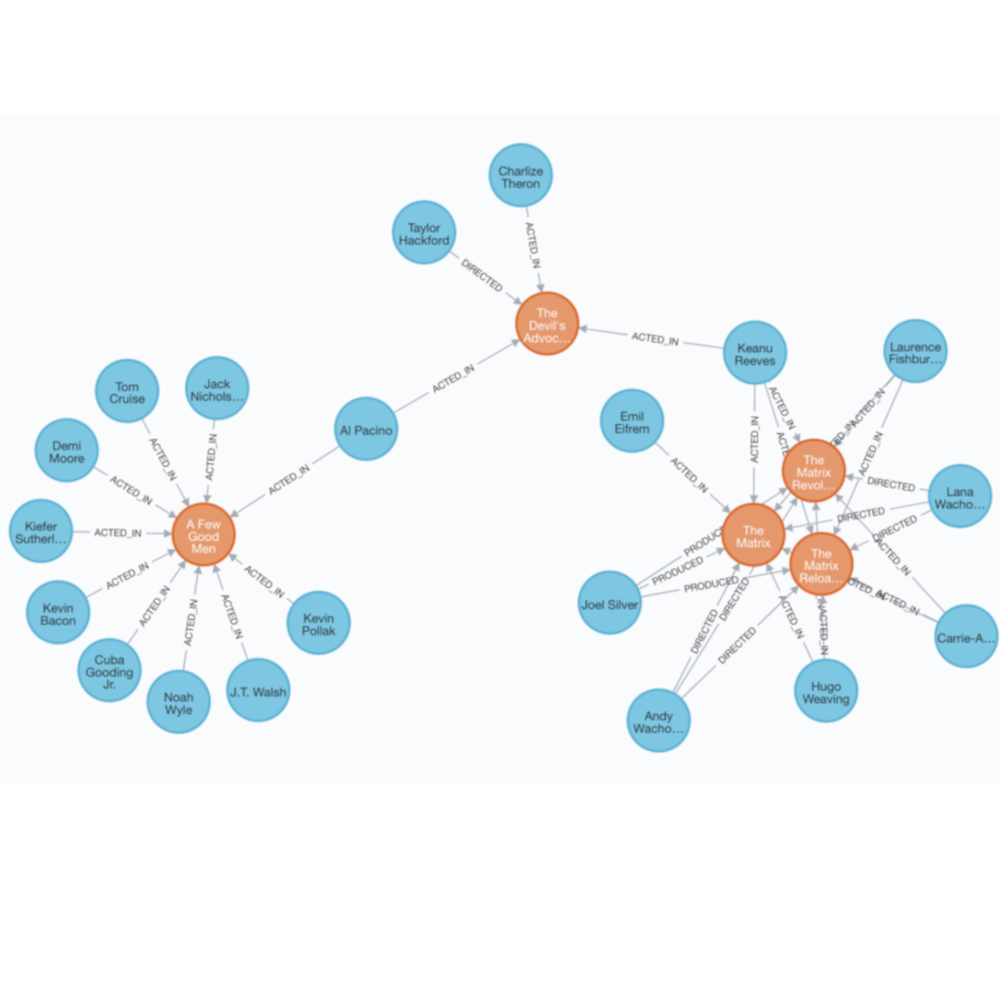 Charlize
Theron
Taylor
Hackford
ACTED_IN
DIRECTED
The
Devil's
Advoc...
ACTED_IN
Keanu
Reeves
Laurence
Fishbur...
ACTED_IN
Tom
Cruise
Jack
Nichols...
Al Pacino
Emil
Eifrem
ACTED_IN
ACTED_IN
ACTED_IN
Demi
Moore
ACTED_IN
ACTED_IN
ACTED_IN
ACTED_IN
ACTED_IN
The
Matrix
Revol...
ACTED_IN
ACTED_IN
DIRECTED
Lana
Wacho...
Kiefer
Sutherl...
ACTED_IN
A Few
Good
Men
The
Matrix
DIRECTED
DIRECTED
The
Matrix
Reloa...
PRODUCED
PRODUCED
ACTED_IN
ACTED_IN
Kevin
Bacon
ACTED_IN
ACTED_IN
ACTED_IN
ACTED_IN
ACTED_IN
Kevin
Pollak
Joel Silver
DIRECTED
DIRECTED
DIRECTED
ACTED_IN
ACTED_IN
Carrie-A...
Cuba
Gooding
Jr.
Noah
Wyle
J.T. Walsh
Andy
Wacho...
Hugo
Weaving